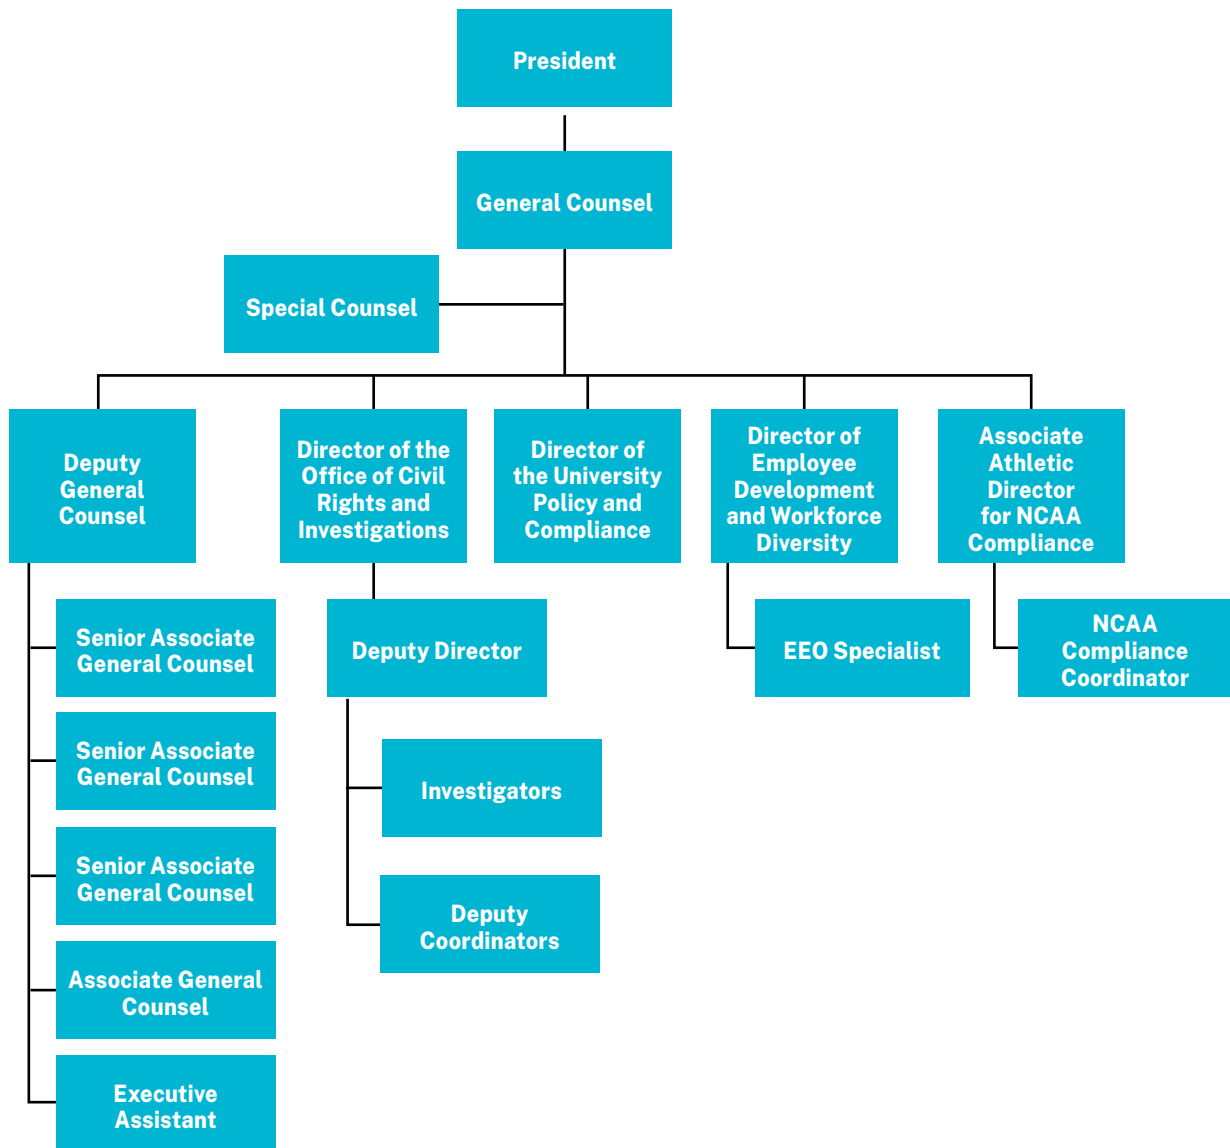 President
General Counsel
Special Counsel
Deputy
General
Counsel
Director of the
Office of Civil
Rights and
Investigations
Director of
the University
Policy and
Compliance
Director of
Employee
Development
and Workforce
Diversity
Associate
Athletic
Director
for NCAA
Compliance
Senior Associate
General Counsel
Senior Associate
General Counsel
Senior Associate
General Counsel
Associate General
Counsel
Executive
Assistant
Deputy Director
Investigators
Deputy
Coordinators
EEO Specialist
NCAA
Compliance
Coordinator